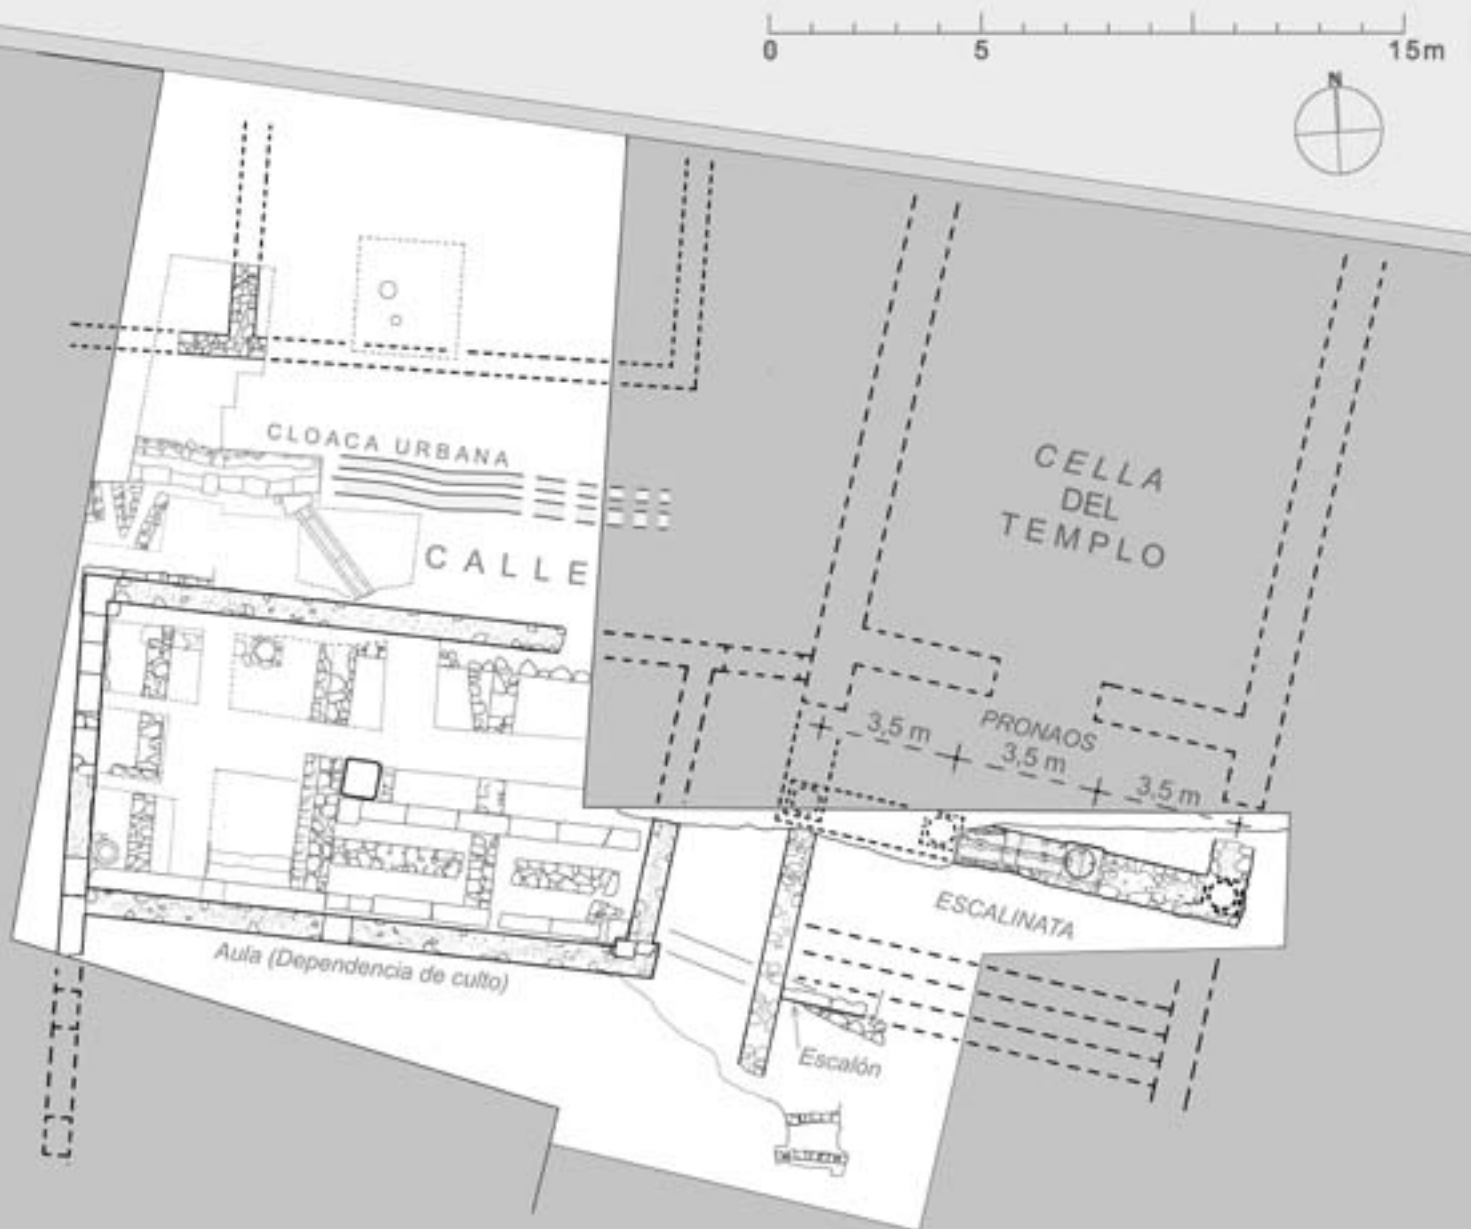 0 5 15m
N
CLOACA URBANA
CALLE
CELLA
DEL
TEMPLO
PRONAOS
3,5 m
3,5 m
3,5 m
ESCALINATA
Aula (Dependencia de culto)
Escalón